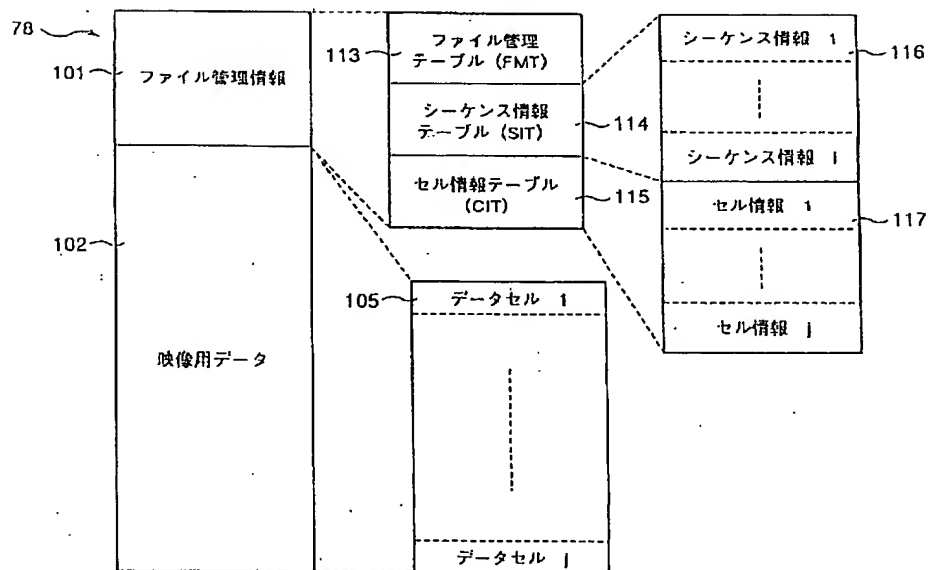 78
101
ファイル管理情報
102
映像用データ
113
ファイル管理
テーブル (FMT)
シーケンス情報
テーブル (SIT)
114
セル情報テーブル
(CIT)
115
シーケンス情報 1
116
シーケンス情報 i
セル情報 1
117
セル情報 j
105
データセル 1
データセル j